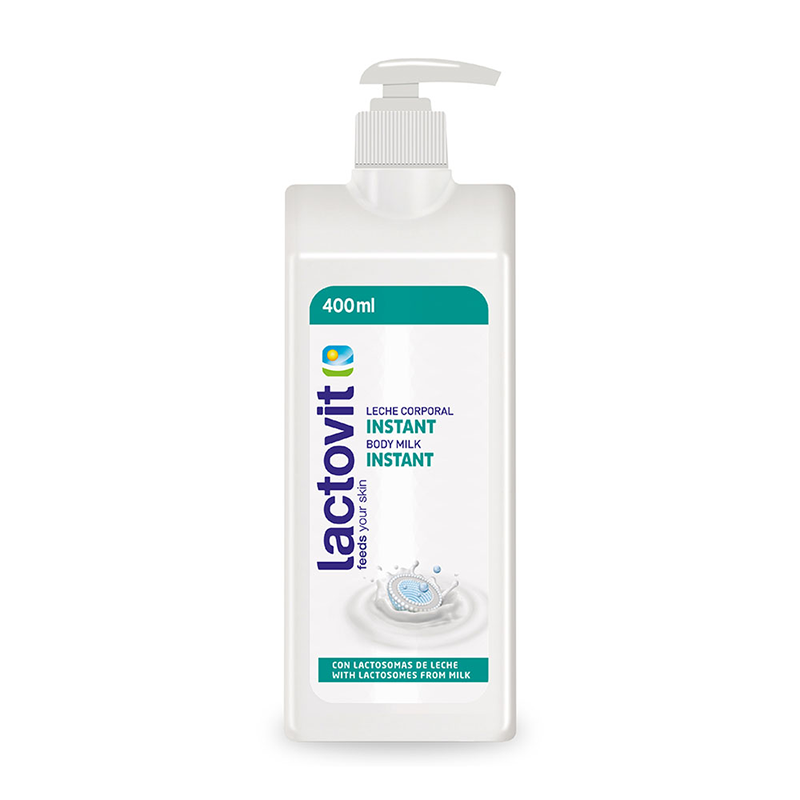 400ml
lactovit
feeds your skin
LECHE CORPORAL
INSTANT
BODY MILK
INSTANT
CON LACTOSOMAS DE LECHE
WITH LACTOSOMES FROM MILK